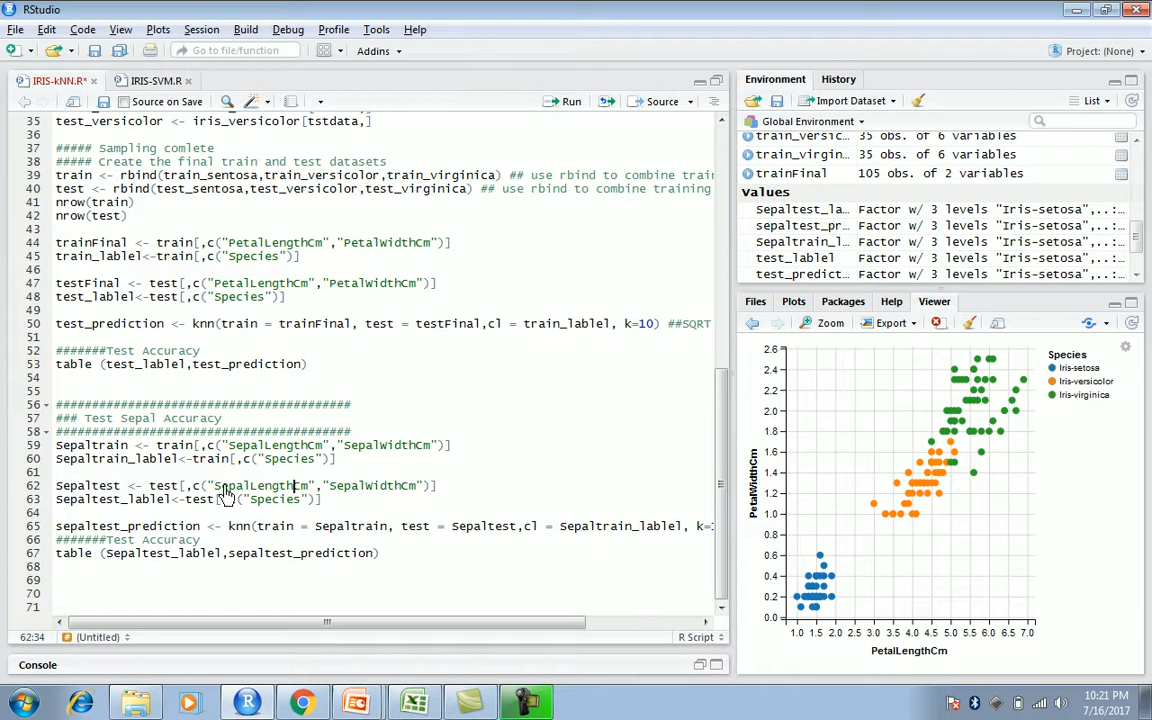 RStudio
File Edit Code View Plots Session Build Debug Profile Tools Help
Go to file/function Addins Project: (None)
IRIS-kNN.R* IRIS-SVM.R
Source on Save Run Source
35 test_versicolor <- iris_versicolor[tstdata,]
36
37 ##### Sampling comlete
38 ##### Create the final train and test datasets
39 train <- rbind(train_sentosa,train_versicolor,train_virginica) ## use rbind to combine trai
40 test <- rbind(test_sentosa,test_versicolor,test_virginica) ## use rbind to combine training
41 nrow(train)
42 nrow(test)
43
44 trainFinal <- train[,c("PetalLengthCm","PetalWidthCm")]
45 train_lablel<-train[,c("Species")]
46
47 testFinal <- test[,c("PetalLengthCm","PetalWidthCm")]
48 test_lablel<-test[,c("Species")]
49
50 test_prediction <- knn(train = trainFinal, test = testFinal,cl = train_lablel, k=10) ##SQRT
51
52 #######Test Accuracy
53 table (test_lablel,test_prediction)
54
55
56 #######################################
57 ### Test Sepal Accuracy
58 #######################################
59 Sepaltrain <- train[,c("SepalLengthCm","SepalWidthCm")]
60 Sepaltrain_lablel<-train[,c("Species")]
61
62 Sepaltest <- test[,c("SepalLengthCm","SepalWidthCm")]
63 Sepaltest_lablel<-test[ ("Species")]
64
65 sepaltest_prediction <- knn(train = Sepaltrain, test = Sepaltest,cl = Sepaltrain_lablel, k=
66 #######Test Accuracy
67 table (Sepaltest_lablel,sepaltest_prediction)
68
69
70
71
62:34 (Untitled) R Script
Console
Environment History
Import Dataset List
Global Environment
train_versic… 35 obs. of 6 variables
train_virgin… 35 obs. of 6 variables
trainFinal 105 obs. of 2 variables
Values
Sepaltest_la… Factor w/ 3 levels "Iris-setosa",..:…
sepaltest_pr… Factor w/ 3 levels "Iris-setosa",..:…
Sepaltrain_l… Factor w/ 3 levels "Iris-setosa",..:…
test_lablel Factor w/ 3 levels "Iris-setosa",..:…
test_predict… Factor w/ 3 levels "Iris-setosa",..:…
Files Plots Packages Help Viewer
Zoom Export
PetalWidthCm
2.6
2.4
2.2
2.0
1.8
1.6
1.4
1.2
1.0
0.8
0.6
0.4
0.2
0.0
1.0 1.5 2.0 2.5 3.0 3.5 4.0 4.5 5.0 5.5 6.0 6.5 7.0
PetalLengthCm
Species
Iris-setosa
Iris-versicolor
Iris-virginica
10:21 PM
7/16/2017